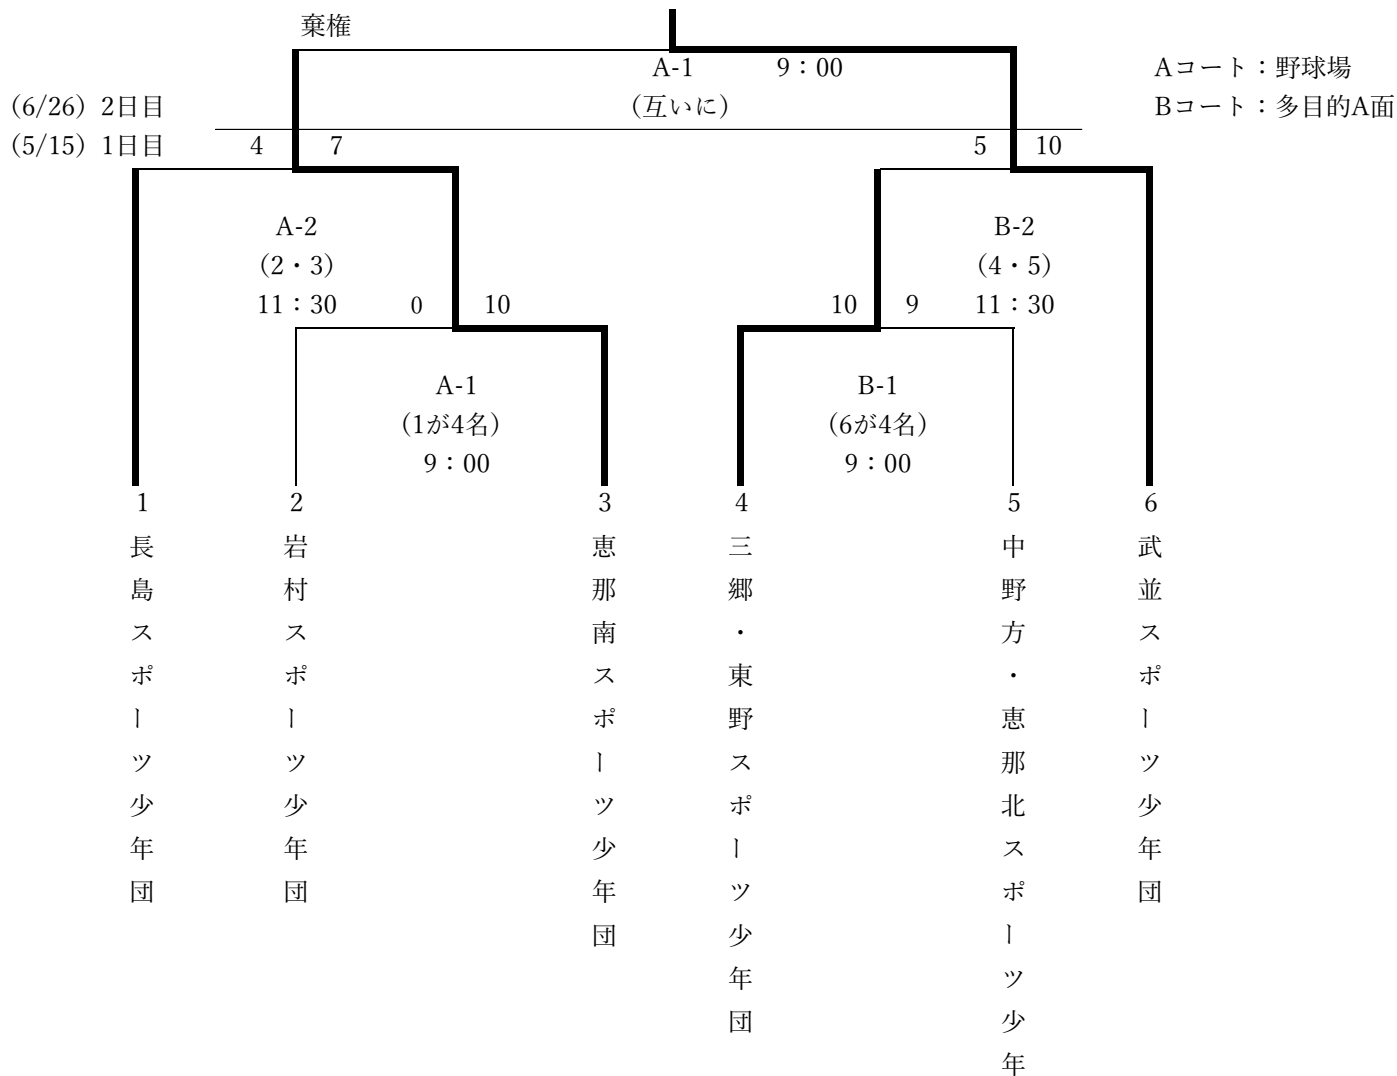 棄権
A-1 9：00
(互いに)
Aコート：野球場
Bコート：多目的A面
(6/26) 2日目
(5/15) 1日目
4 7
5 10
A-2
(2・3)
11：30
B-2
(4・5)
11：30
0 10
10 9
A-1
(1が4名)
9：00
B-1
(6が4名)
9：00
1 2 3 4 5 6
長島スポーツ少年団
岩村スポーツ少年団
恵那南スポーツ少年団
三郷・東野スポーツ少年団
中野方・恵那北スポーツ少年
武並スポーツ少年団